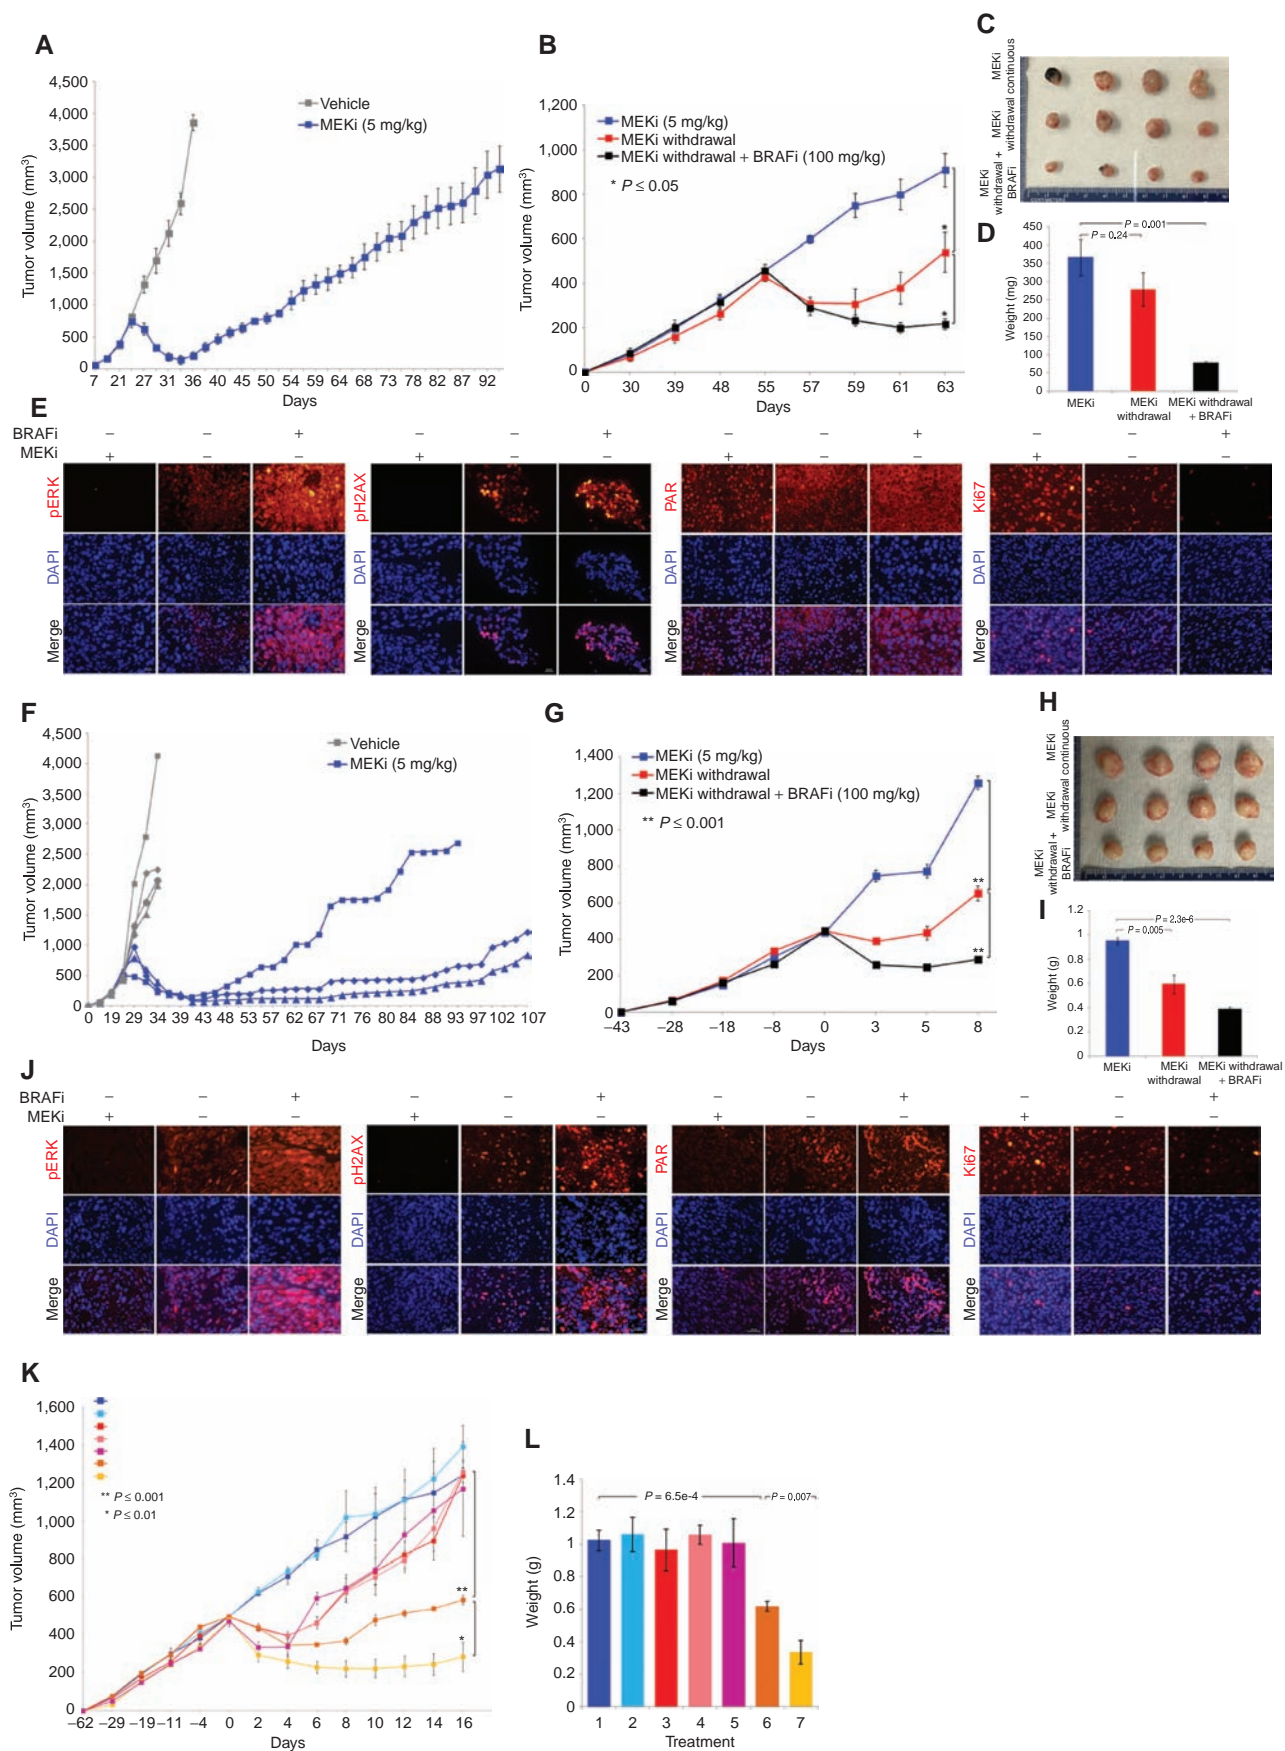 A
4,500
4,000
3,500
3,000
2,500
2,000
1,500
1,000
500
0
Tumor volume (mm³)
Vehicle
MEKi (5 mg/kg)
7 21 27 31 36 40 45 50 54 59 64 68 73 78 82 87 92
Days
B
1,200
1,000
800
600
400
200
0
Tumor volume (mm³)
MEKi (5 mg/kg)
MEKi withdrawal
MEKi withdrawal + BRAFi (100 mg/kg)
* P ≤ 0.05
*
*
0 30 39 48 55 57 59 61 63
Days
C
MEKi continuous
MEKi withdrawal
MEKi withdrawal + BRAFi
D
450
400
350
300
250
200
150
100
50
0
Weight (mg)
P = 0.001
P = 0.24
MEKi
MEKi withdrawal
MEKi withdrawal + BRAFi
E
BRAFi – – + – – + – – + – – +
MEKi + – – + – – + – – + – –
pERK
DAPI
Merge
pH2AX
DAPI
Merge
PAR
DAPI
Merge
Ki67
DAPI
Merge
F
4,500
4,000
3,500
3,000
2,500
2,000
1,500
1,000
500
0
Tumor volume (mm³)
Vehicle
MEKi (5 mg/kg)
0 19 29 34 39 43 48 53 57 62 67 71 76 80 84 88 93 97 102 107
Days
G
1,400
1,200
1,000
800
600
400
200
0
Tumor volume (mm³)
MEKi (5 mg/kg)
MEKi withdrawal
MEKi withdrawal + BRAFi (100 mg/kg)
** P ≤ 0.001
**
**
–43 –28 –18 –8 0 3 5 8
Days
H
MEKi continuous
MEKi withdrawal
MEKi withdrawal + BRAFi
I
1.2
1
0.8
0.6
0.4
0.2
0
Weight (g)
P = 2.3e-6
P = 0.005
MEKi
MEKi withdrawal
MEKi withdrawal + BRAFi
J
BRAFi – – + – – + – – + – – +
MEKi + – – + – – + – – + – –
pERK
DAPI
Merge
pH2AX
DAPI
Merge
PAR
DAPI
Merge
Ki67
DAPI
Merge
K
1,600
1,400
1,200
1,000
800
600
400
200
0
Tumor volume (mm³)
** P ≤ 0.001
* P ≤ 0.01
**
*
–62 –29 –19 –11 –4 0 2 4 6 8 10 12 14 16
Days
L
1.4
1.2
1
0.8
0.6
0.4
0.2
0
Weight (g)
P = 6.5e-4
P = 0.007
1 2 3 4 5 6 7
Treatment